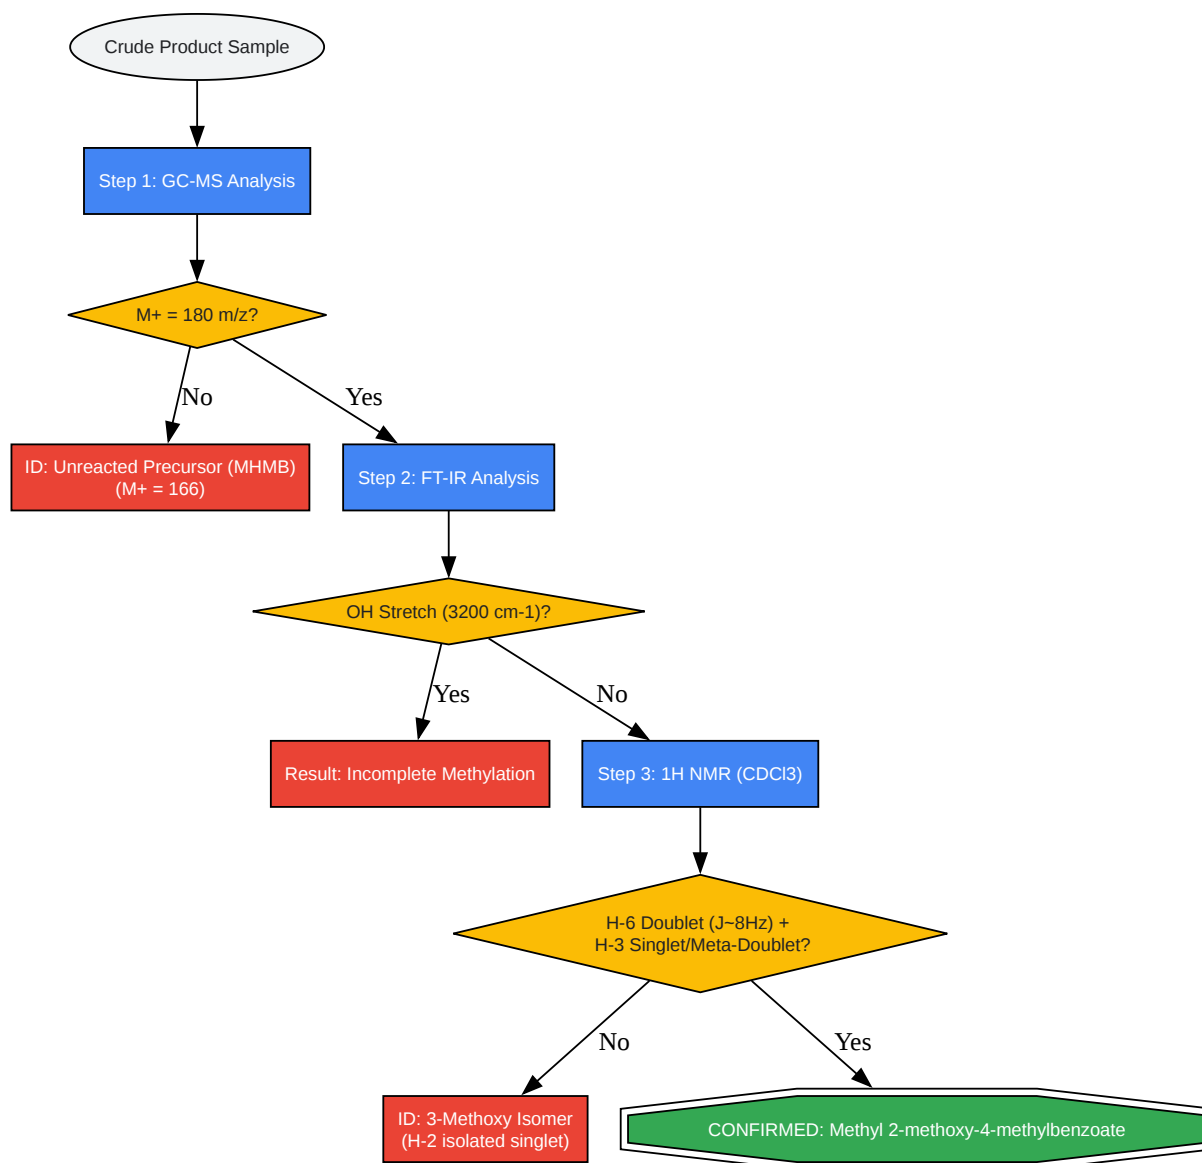 Crude Product Sample
Step 1: GC-MS Analysis
M+ = 180 m/z?
No
Yes
ID: Unreacted Precursor (MHMB)
(M+ = 166)
Step 2: FT-IR Analysis
OH Stretch (3200 cm-1)?
Yes
No
Result: Incomplete Methylation
Step 3: 1H NMR (CDCl3)
H-6 Doublet (J~8Hz) +
H-3 Singlet/Meta-Doublet?
No
Yes
ID: 3-Methoxy Isomer
(H-2 isolated singlet)
CONFIRMED: Methyl 2-methoxy-4-methylbenzoate